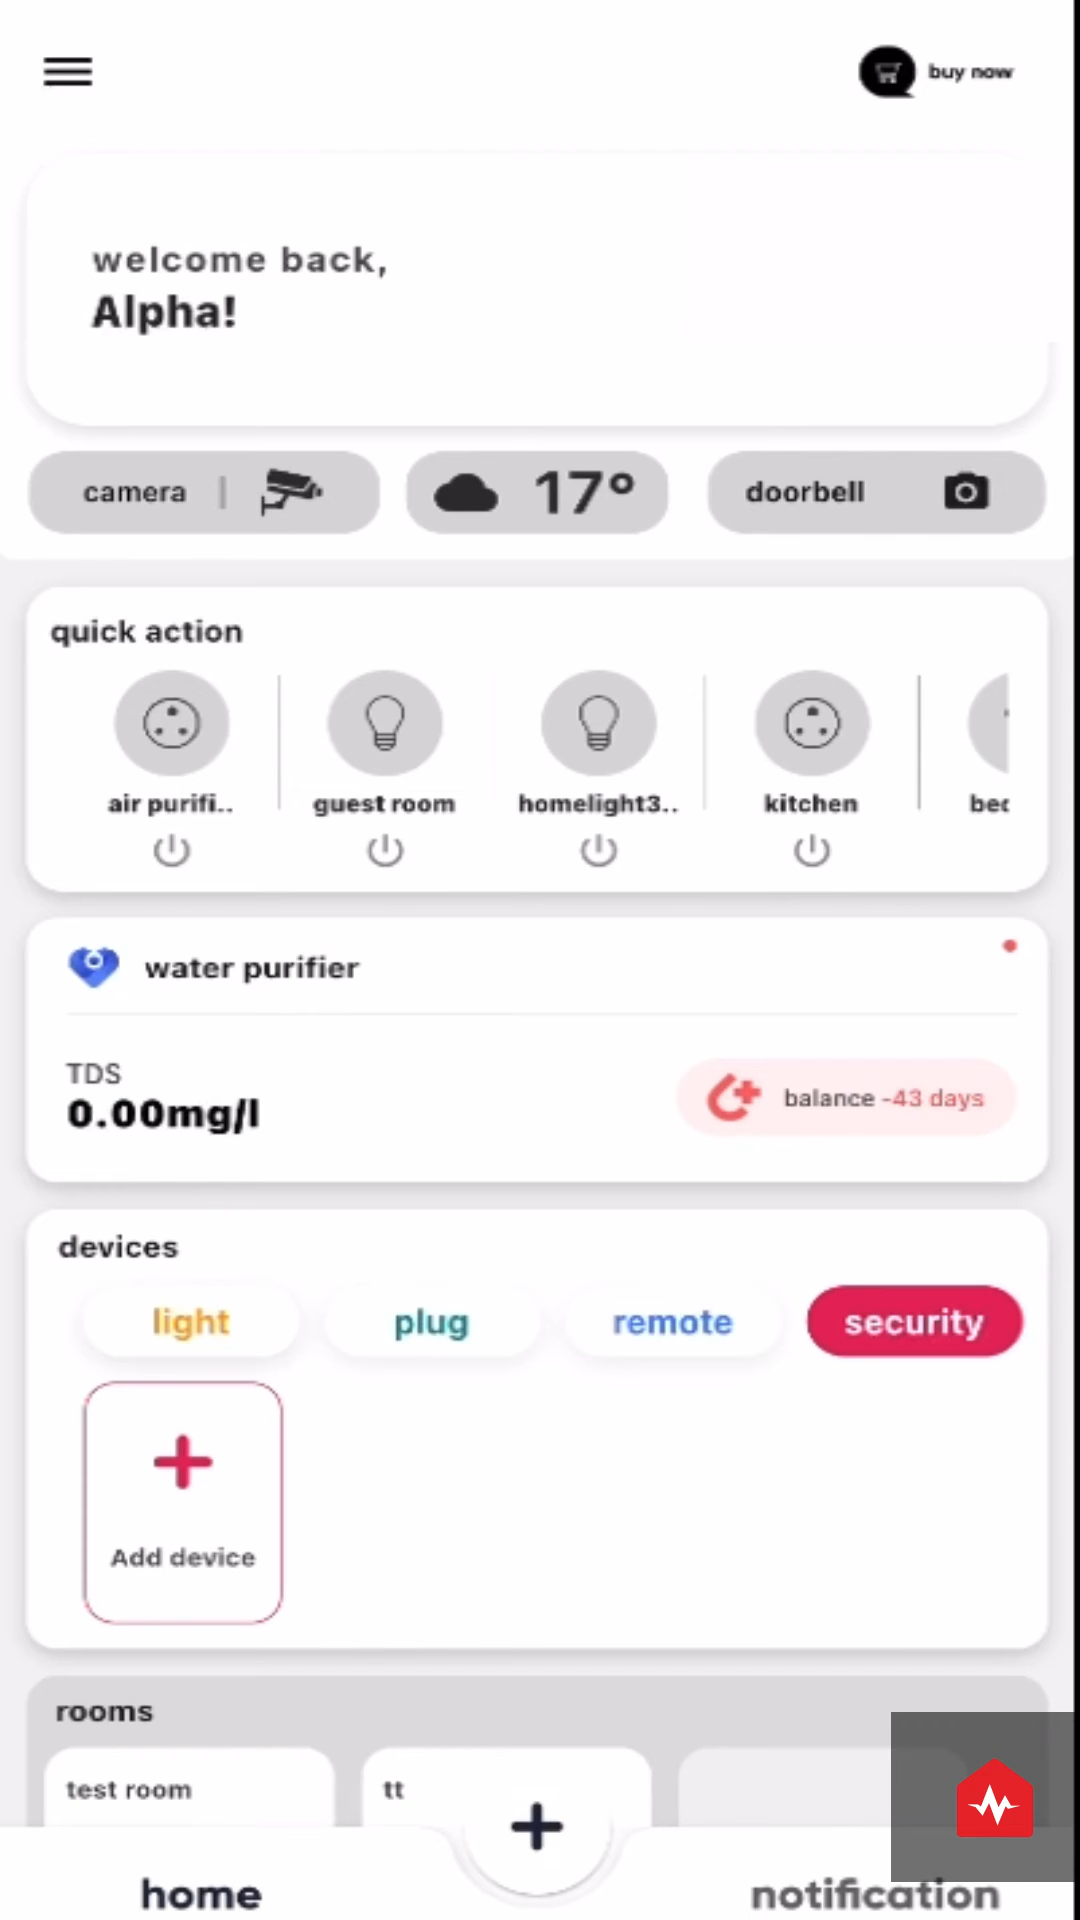 buy now
welcome back,
Alpha!
camera
17°
doorbell
quick action
air purifi..
guest room
homelight3..
kitchen
water purifier
TDS
0.00mg/l
balance -43 days
devices
light
plug
remote
security
Add device
rooms
test room
tt
home
notification